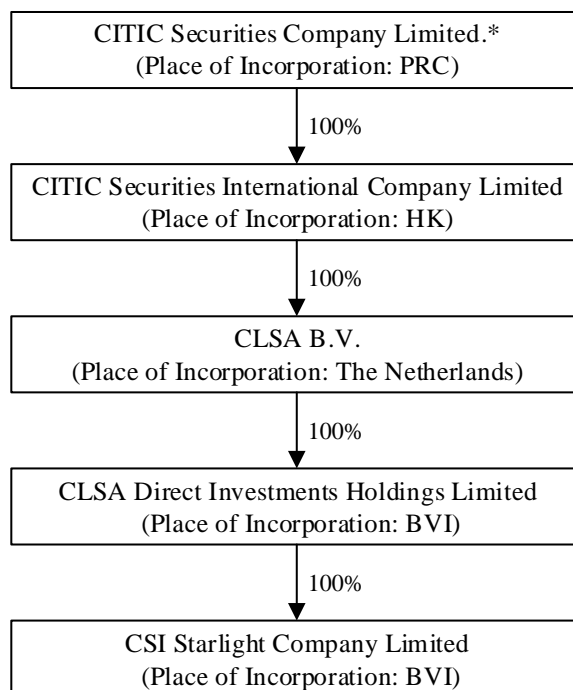 CITIC Securities Company Limited.*
(Place of Incorporation: PRC)
100%
CITIC Securities International Company Limited
(Place of Incorporation: HK)
100%
CLSA B.V.
(Place of Incorporation: The Netherlands)
100%
CLSA Direct Investments Holdings Limited
(Place of Incorporation: BVI)
100%
CSI Starlight Company Limited
(Place of Incorporation: BVI)